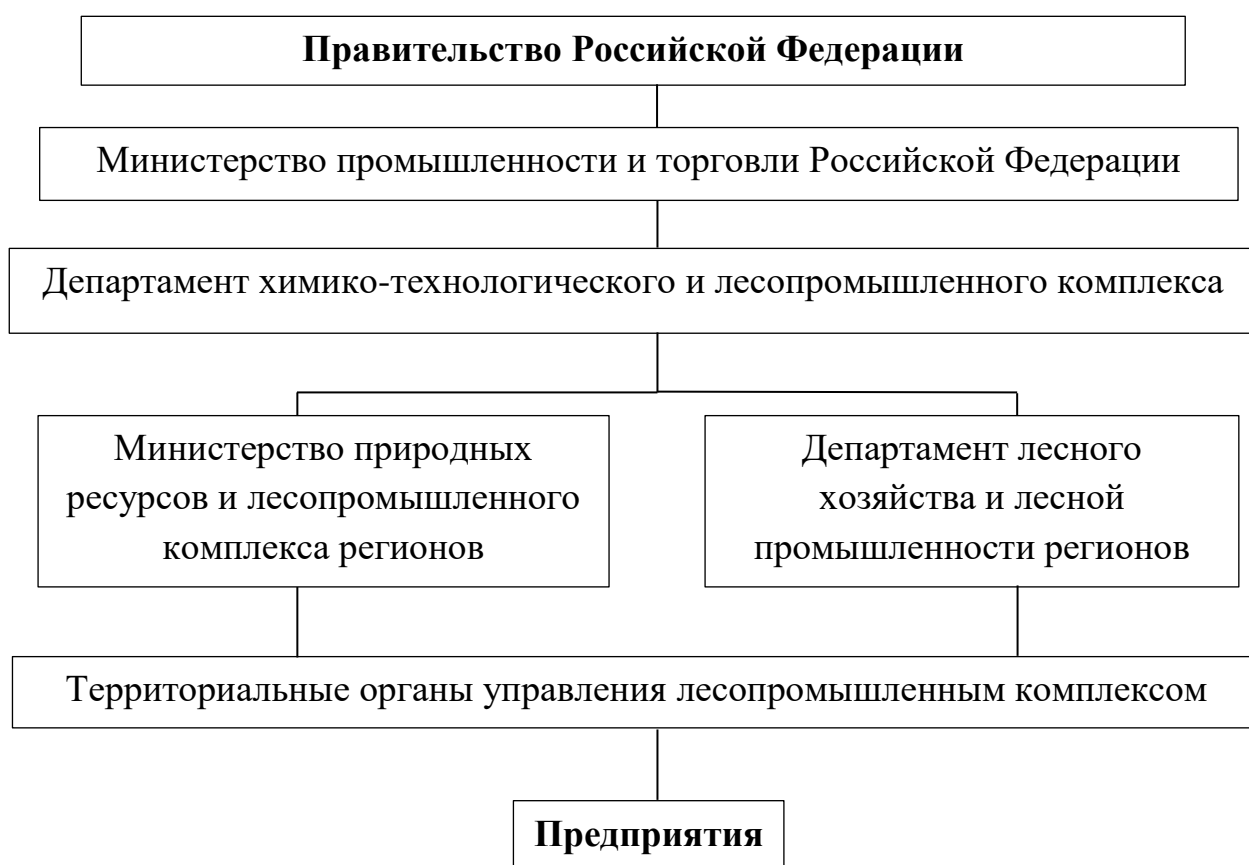 Правительство Российской Федерации
Министерство промышленности и торговли Российской Федерации
Департамент химико-технологического и лесопромышленного комплекса
Министерство природных
ресурсов и лесопромышленного
комплекса регионов
Департамент лесного
хозяйства и лесной
промышленности регионов
Территориальные органы управления лесопромышленным комплексом
Предприятия